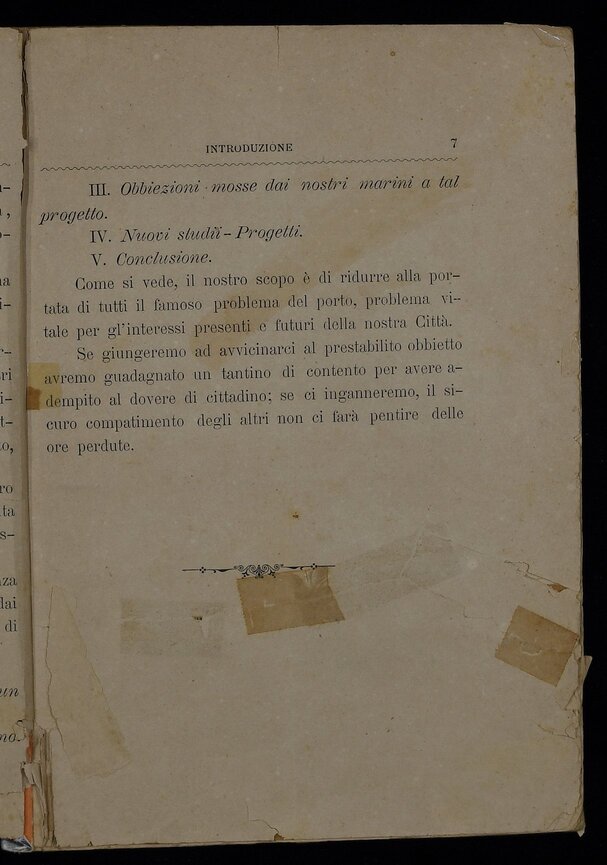 INTRODUZIONE 7
III. Obbiezioni mosse dai nostri marini a tal
progetto.
IV. Nuovi studii - Progetti.
V. Conclusione.
Come si vede, il nostro scopo è di ridurre alla por-
tata di tutti il famoso problema del porto, problema vi-
tale per gl'interessi presenti e futuri della nostra Città.
Se giungeremo ad avvicinarci al prestabilito obbietto
avremo guadagnato un tantino di contento per avere a-
dempito al dovere di cittadino; se ci inganneremo, il si-
curo compatimento degli altri non ci farà pentire delle
ore perdute.